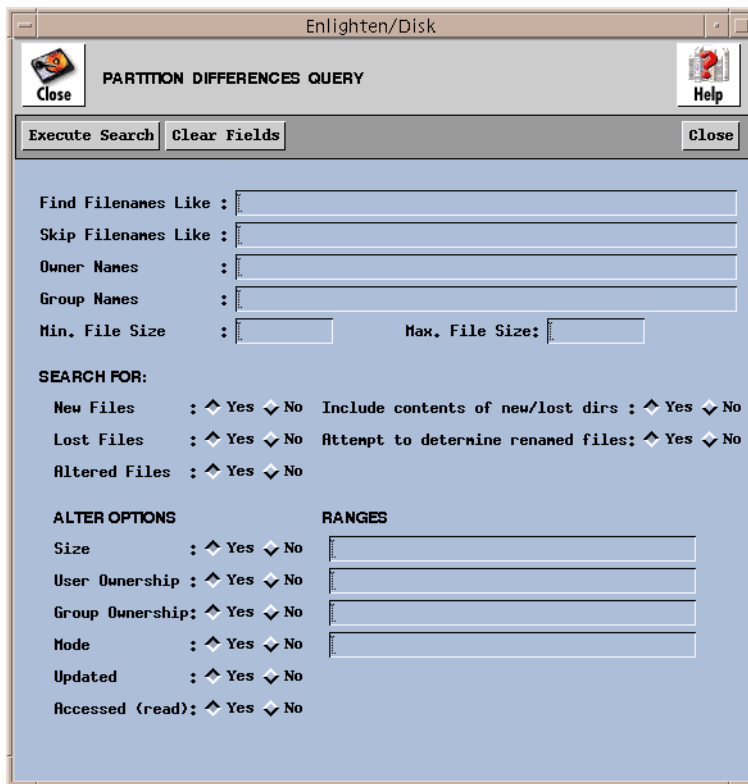 Enlighten/Disk
Close
PARTITION DIFFERENCES QUERY
Help
Execute Search Clear Fields Close
Find Filenames Like :
Skip Filenames Like :
Owner Names :
Group Names :
Min. File Size : Max. File Size:
SEARCH FOR:
New Files : Yes No Include contents of new/lost dirs : Yes No
Lost Files : Yes No Attempt to determine renamed files: Yes No
Altered Files : Yes No
ALTER OPTIONS RANGES
Size : Yes No
User Ownership : Yes No
Group Ownership: Yes No
Mode : Yes No
Updated : Yes No
Accessed (read): Yes No